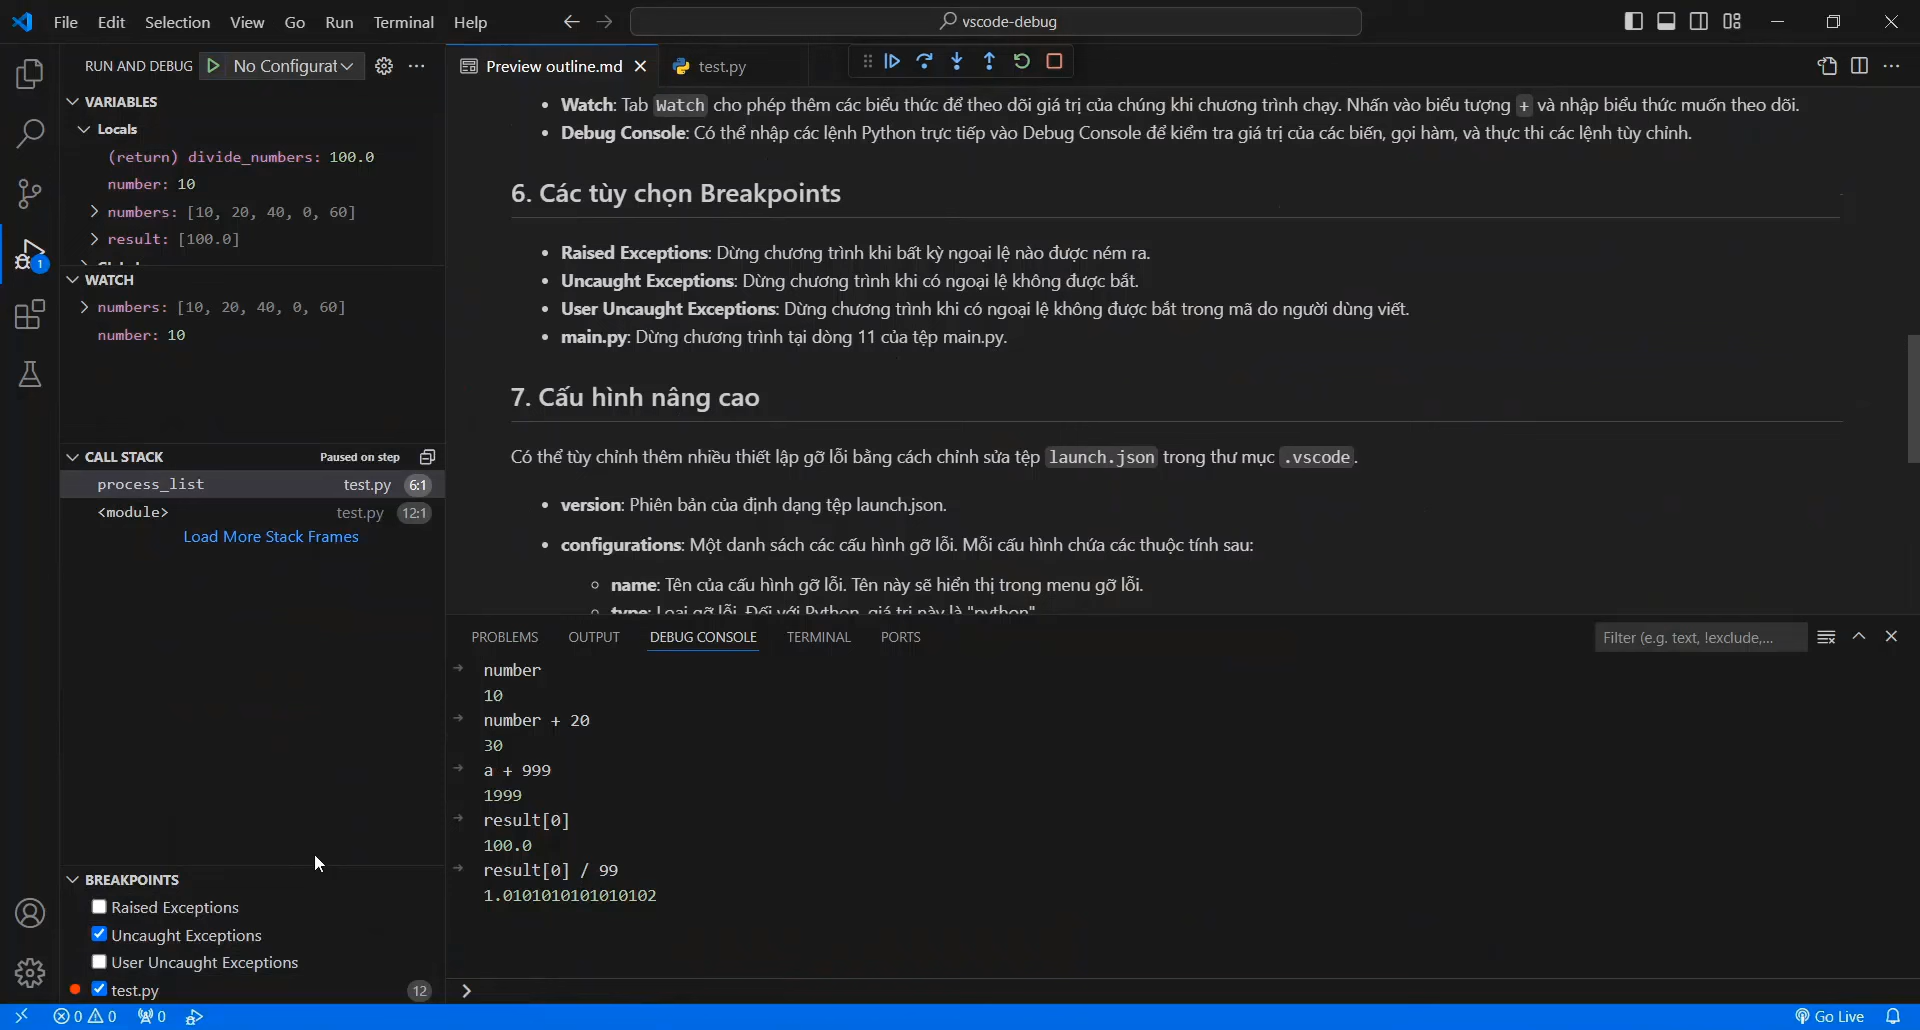 File Edit Selection View Go Run Terminal Help
vscode-debug
RUN AND DEBUG No Configurat
Preview outline.md
test.py
VARIABLES
Locals
(return) divide_numbers: 100.0
number: 10
numbers: [10, 20, 40, 0, 60]
result: [100.0]
WATCH
numbers: [10, 20, 40, 0, 60]
number: 10
CALL STACK Paused on step
process_list test.py 6:1
<module> test.py 12:1
Load More Stack Frames
BREAKPOINTS
Raised Exceptions
Uncaught Exceptions
User Uncaught Exceptions
test.py 12
Watch: Tab Watch cho phép thêm các biểu thức để theo dõi giá trị của chúng khi chương trình chạy. Nhấn vào biểu tượng + và nhập biểu thức muốn theo dõi.
Debug Console: Có thể nhập các lệnh Python trực tiếp vào Debug Console để kiểm tra giá trị của các biến, gọi hàm, và thực thi các lệnh tùy chỉnh.
6. Các tùy chọn Breakpoints
Raised Exceptions: Dừng chương trình khi bất kỳ ngoại lệ nào được ném ra.
Uncaught Exceptions: Dừng chương trình khi có ngoại lệ không được bắt.
User Uncaught Exceptions: Dừng chương trình khi có ngoại lệ không được bắt trong mã do người dùng viết.
main.py: Dừng chương trình tại dòng 11 của tệp main.py.
7. Cấu hình nâng cao
Có thể tùy chỉnh thêm nhiều thiết lập gỡ lỗi bằng cách chỉnh sửa tệp launch.json trong thư mục .vscode.
version: Phiên bản của định dạng tệp launch.json.
configurations: Một danh sách các cấu hình gỡ lỗi. Mỗi cấu hình chứa các thuộc tính sau:
name: Tên của cấu hình gỡ lỗi. Tên này sẽ hiển thị trong menu gỡ lỗi.
type: Loại gỡ lỗi. Đối với Python, giá trị này là "python"
PROBLEMS OUTPUT DEBUG CONSOLE TERMINAL PORTS
Filter (e.g. text, !exclude,...
number
10
number + 20
30
a + 999
1999
result[0]
100.0
result[0] / 99
1.0101010101010102
0 0 0
Go Live
1